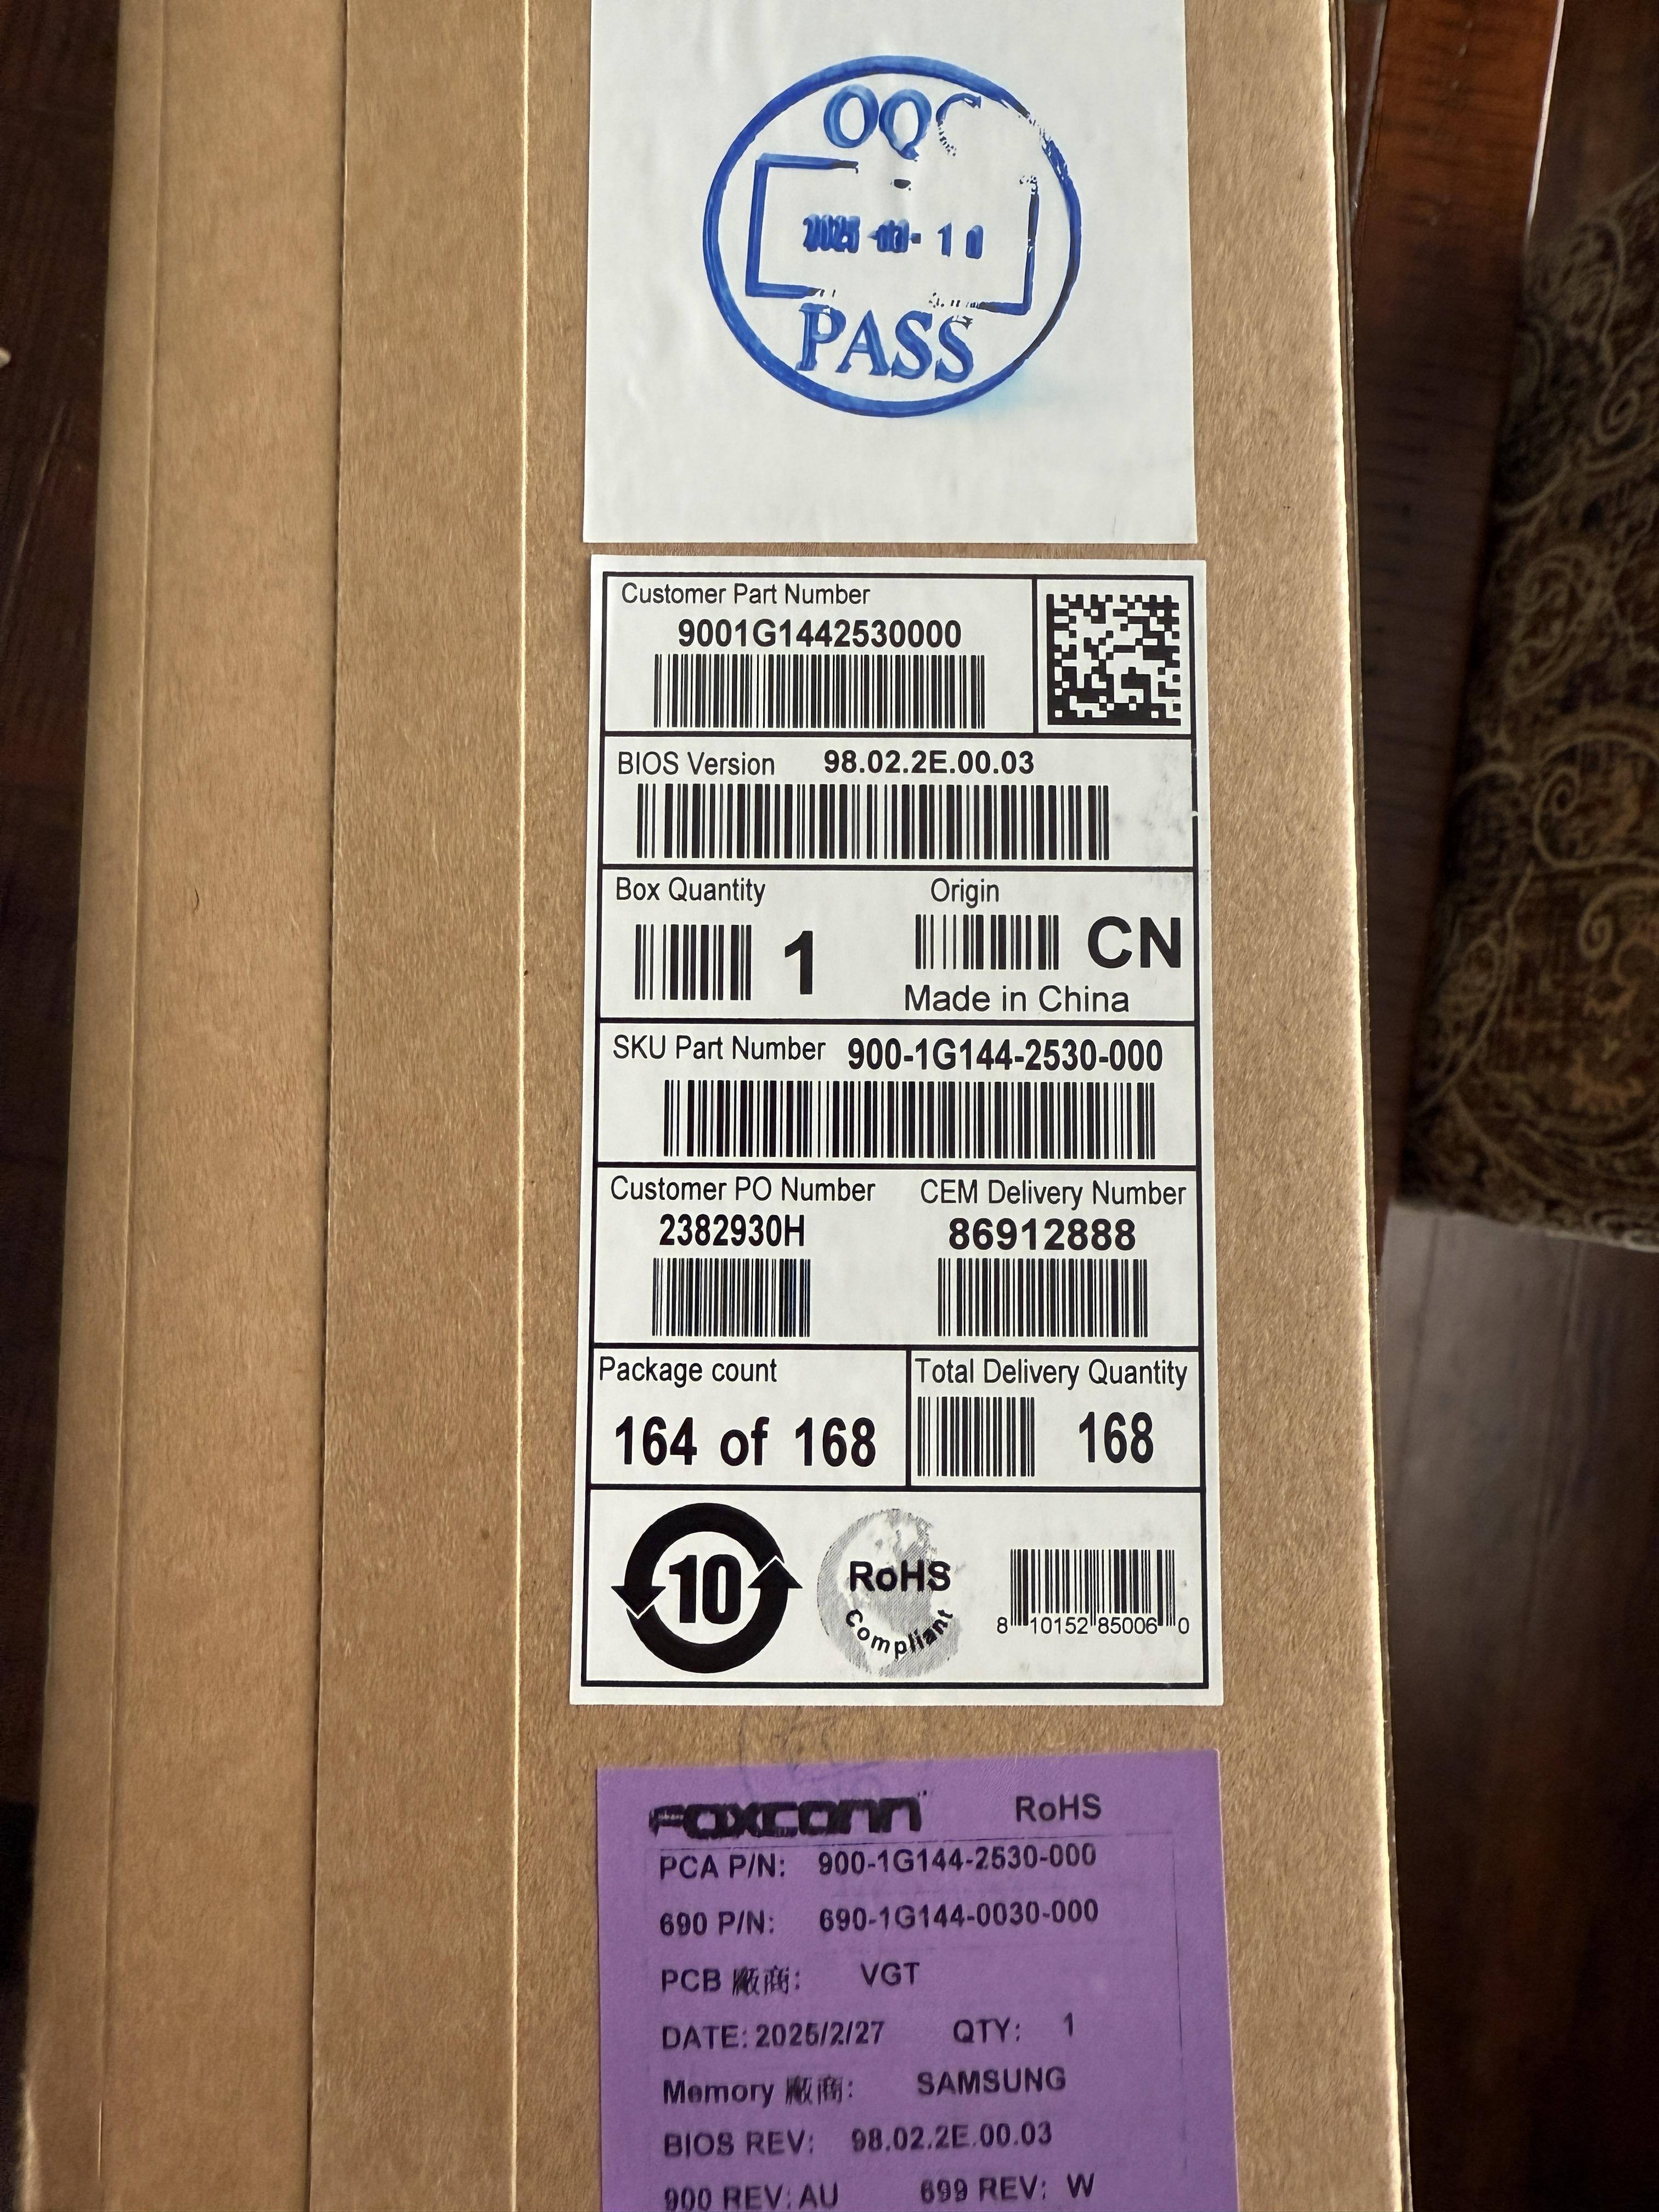 OQC
PASS
Customer Part Number
9001G1442530000
BIOS Version 98.02.2E.00.03
Box Quantity Origin
1 CN
Made in China
SKU Part Number 900-1G144-2530-000
Customer PO Number CEM Delivery Number
2382930H 86912888
Package count Total Delivery Quantity
164 of 168 168
10
RoHS
Compliant
8 10152 85006 0
FOXCONN RoHS
PCA P/N: 900-1G144-2530-000
690 P/N: 690-1G144-0030-000
PCB 廠商: VGT
DATE: 2025/2/27 QTY: 1
Memory 廠商: SAMSUNG
BIOS REV: 98.02.2E.00.03
900 REV: AU 699 REV: W